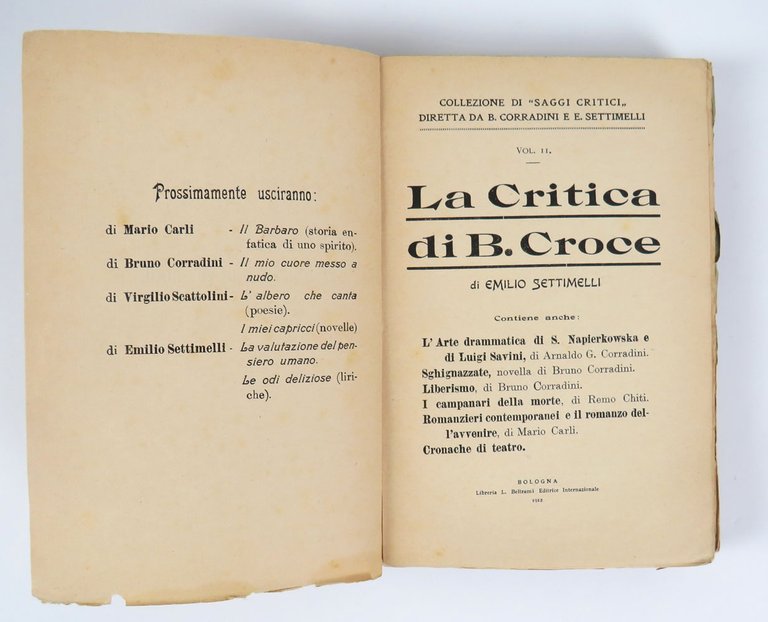 Prossimamente usciranno:
di Mario Carli - Il Barbaro (storia en-
fatica di uno spirito).
di Bruno Corradini - Il mio cuore messo a
nudo.
di Virgilio Scattolini - L' albero che canta
(poesie).
I miei capricci (novelle)
di Emilio Settimelli - La valutazione del pen-
siero umano.
Le odi deliziose (liri-
che).
COLLEZIONE DI "SAGGI CRITICI„
DIRETTA DA B. CORRADINI E E. SETTIMELLI
VOL. II.
La Critica
di B. Croce
di EMILIO SETTIMELLI
Contiene anche:
L'Arte drammatica di S. Napierkowska e
di Luigi Savini, di Arnaldo G. Corradini.
Sghignazzate, novella di Bruno Corradini.
Liberismo, di Bruno Corradini.
I campanari della morte, di Remo Chiti.
Romanzieri contemporanei e il romanzo del-
l'avvenire, di Mario Carli.
Cronache di teatro.
BOLOGNA
Libreria L. Beltrami Editrice Internazionale
1912